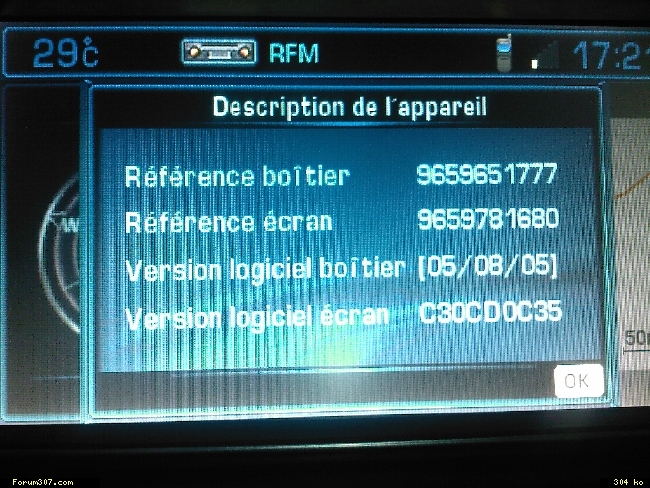 29°C RFM 17:2
Description de l'appareil
Référence boîtier 9659651777
Référence écran 9659781680
Version logiciel boîtier [05/08/05]
Version logiciel écran C30CD0C35
50
OK
Forum307.com 304 ko